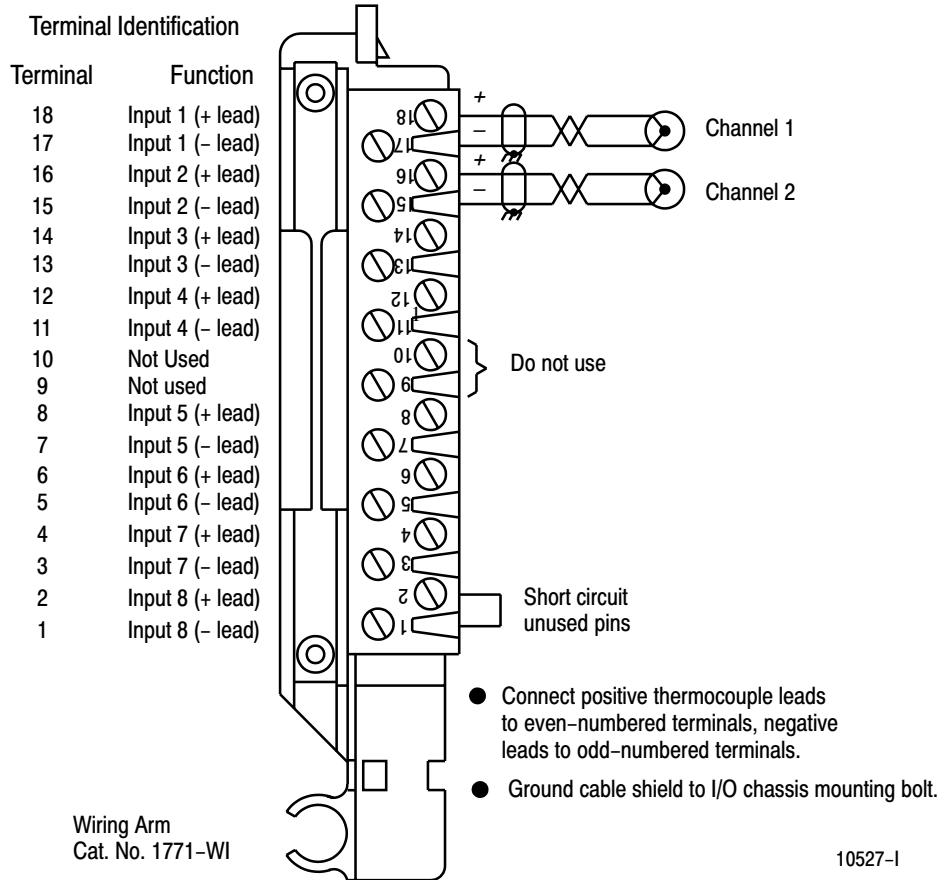 Terminal Identification
Terminal Function
18 Input 1 (+ lead)
17 Input 1 (− lead)
16 Input 2 (+ lead)
15 Input 2 (− lead)
14 Input 3 (+ lead)
13 Input 3 (− lead)
12 Input 4 (+ lead)
11 Input 4 (− lead)
10 Not Used
9 Not used
8 Input 5 (+ lead)
7 Input 5 (− lead)
6 Input 6 (+ lead)
5 Input 6 (− lead)
4 Input 7 (+ lead)
3 Input 7 (− lead)
2 Input 8 (+ lead)
1 Input 8 (− lead)
18
17
16
15
14
13
12
11
1
10
9
8
7
6
5
4
3
2
1
+
−
Channel 1
+
−
Channel 2
Do not use
Short circuit
unused pins
● Connect positive thermocouple leads
to even−numbered terminals, negative
leads to odd−numbered terminals.
● Ground cable shield to I/O chassis mounting bolt.
Wiring Arm
Cat. No. 1771−WI
10527−I